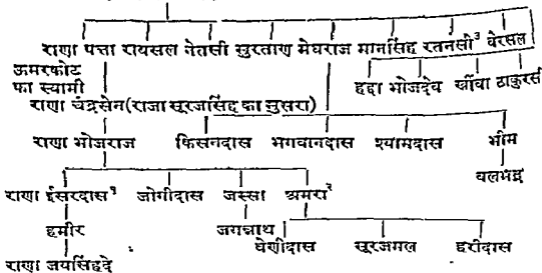 राणा पत्ता रायसल नेतसी सुरताण मेघराज मानसिंह रतनसी³ वेरसल
ऊमरकोट
का स्वामी
हद्दा भोजदेव खींवा ठाकुरसी
राणा चंद्रसेन(राजा सूरजसिंह का सुसरा)
राणा भोजराज किसनदास भगवानदास श्यामदास भीम
वलभद्र
राणा ईसरदास¹ जोगीदास जस्सा अमरा²
हमीर जगन्नाथ
वेणीदास सूरजमल हरीदास
राणा जयसिंहदे